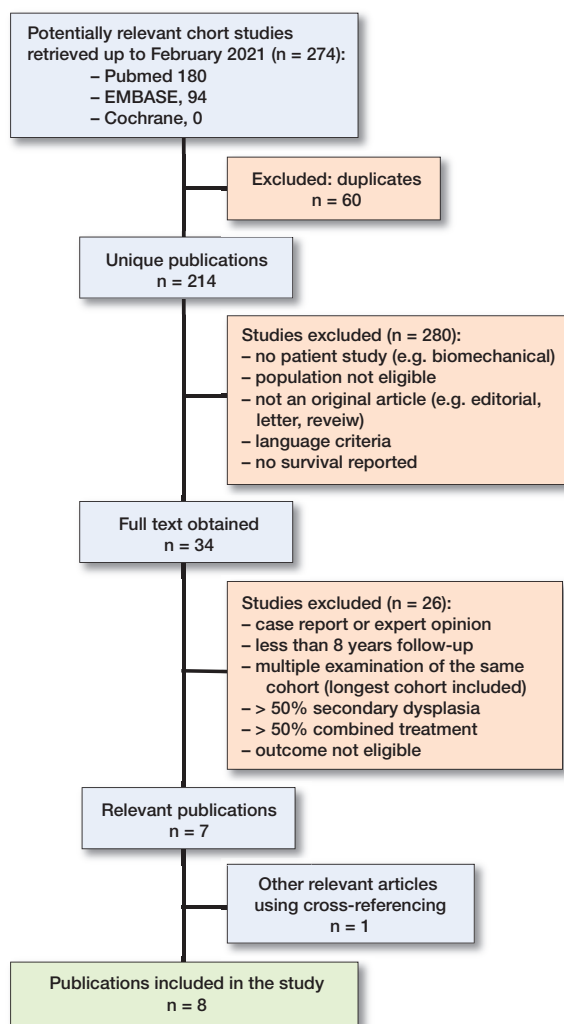 Potentially relevant chort studies
retrieved up to February 2021 (n = 274):
– Pubmed 180
– EMBASE, 94
– Cochrane, 0
Excluded: duplicates
n = 60
Unique publications
n = 214
Studies excluded (n = 280):
– no patient study (e.g. biomechanical)
– population not eligible
– not an original article (e.g. editorial,
letter, reveiw)
– language criteria
– no survival reported
Full text obtained
n = 34
Studies excluded (n = 26):
– case report or expert opinion
– less than 8 years follow-up
– multiple examination of the same
cohort (longest cohort included)
– > 50% secondary dysplasia
– > 50% combined treatment
– outcome not eligible
Relevant publications
n = 7
Other relevant articles
using cross-referencing
n = 1
Publications included in the study
n = 8